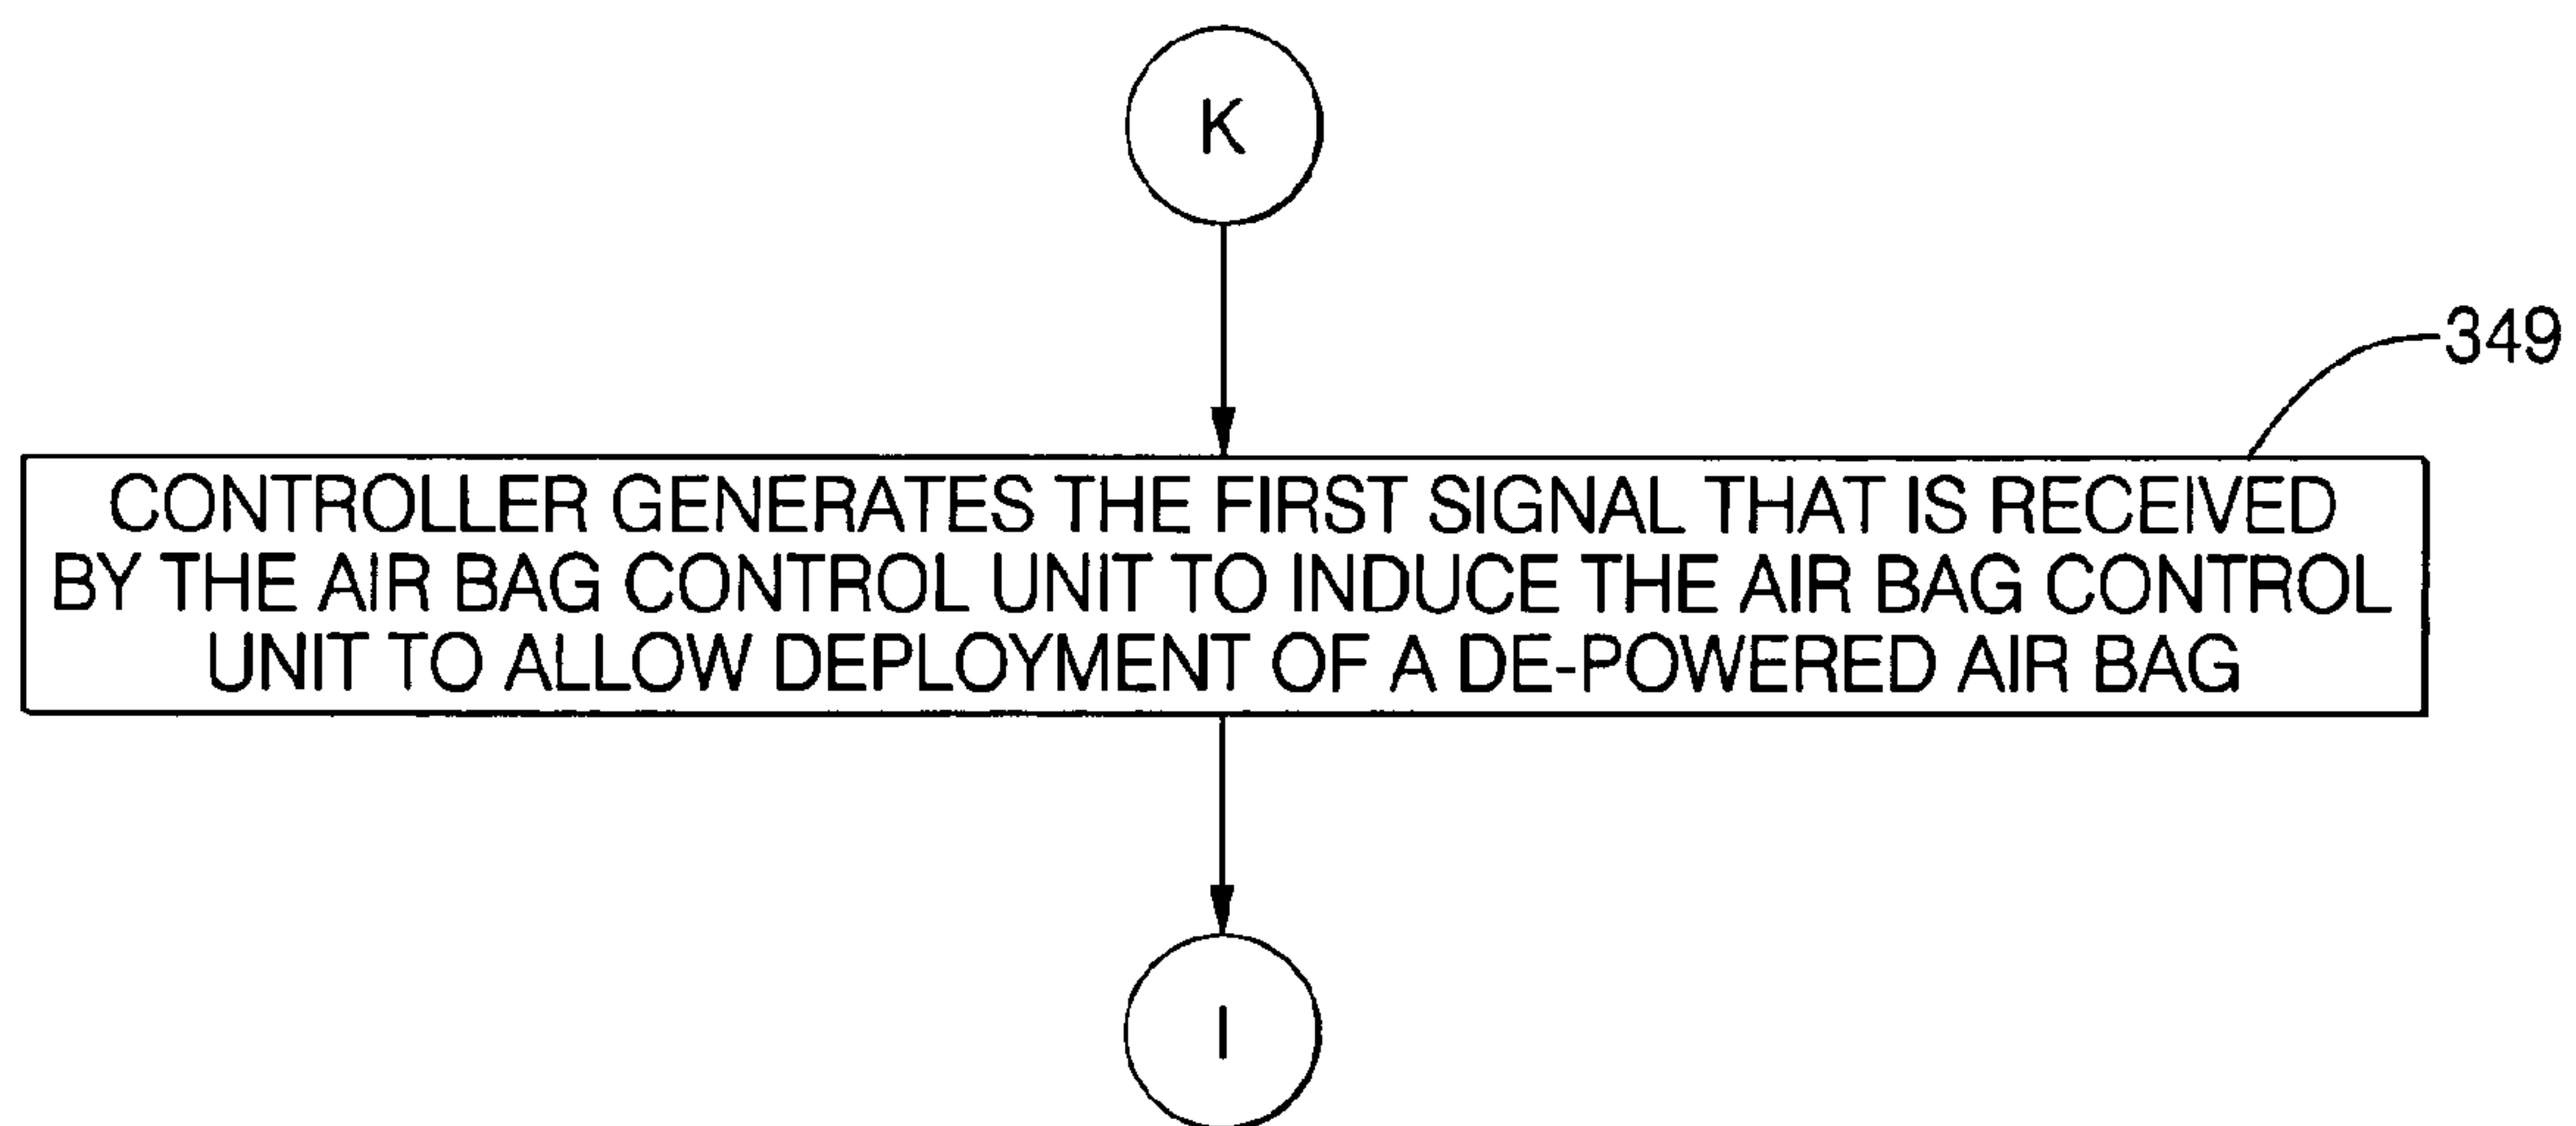 K
349
CONTROLLER GENERATES THE FIRST SIGNAL THAT IS RECEIVED
BY THE AIR BAG CONTROL UNIT TO INDUCE THE AIR BAG CONTROL
UNIT TO ALLOW DEPLOYMENT OF A DE-POWERED AIR BAG
I